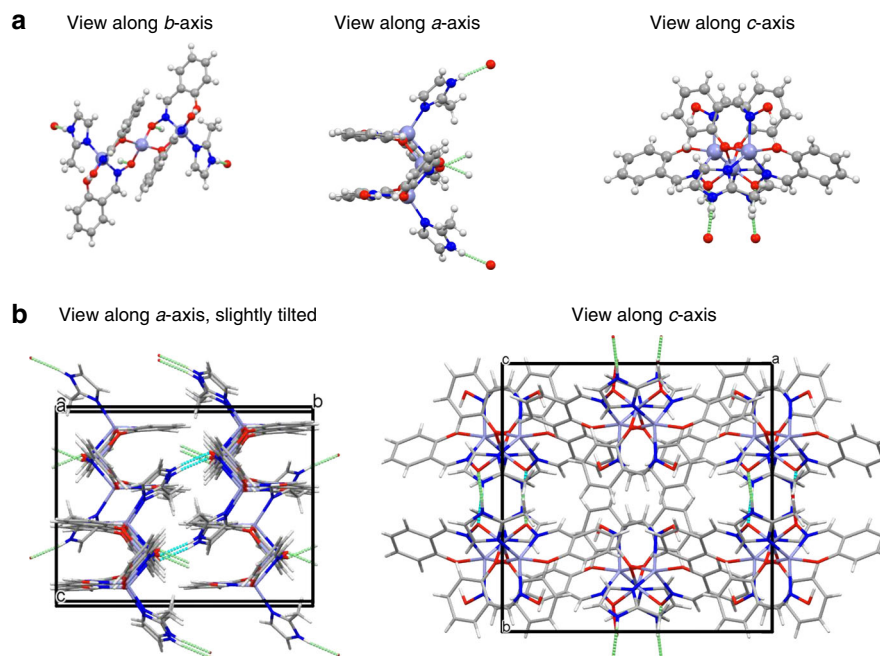 a
View along b-axis
View along a-axis
View along c-axis
b
View along a-axis, slightly tilted
View along c-axis
a
b
c
c
a
b